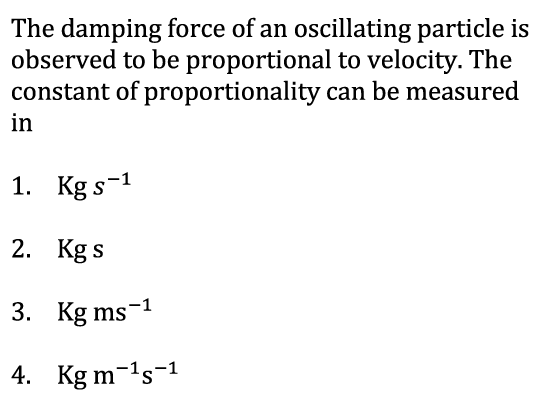 The damping force of an oscillating particle is
observed to be proportional to velocity. The
constant of proportionality can be measured
in
1. Kg s⁻¹
2. Kg s
3. Kg ms⁻¹
4. Kg m⁻¹s⁻¹